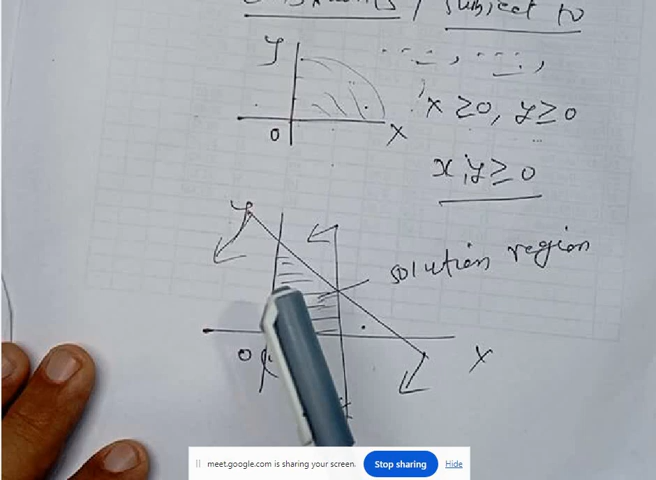 subject to
y
x ≥0, y ≥0
0
X
x, y ≥ 0
y
solution region
0
X
meet.google.com is sharing your screen. Stop sharing Hide